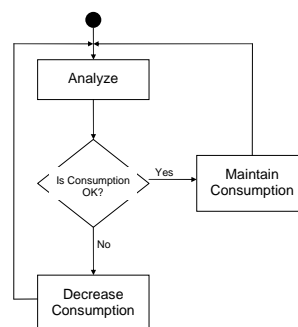 Analyze
Is Consumption
OK?
Yes
Maintain
Consumption
No
Decrease
Consumption